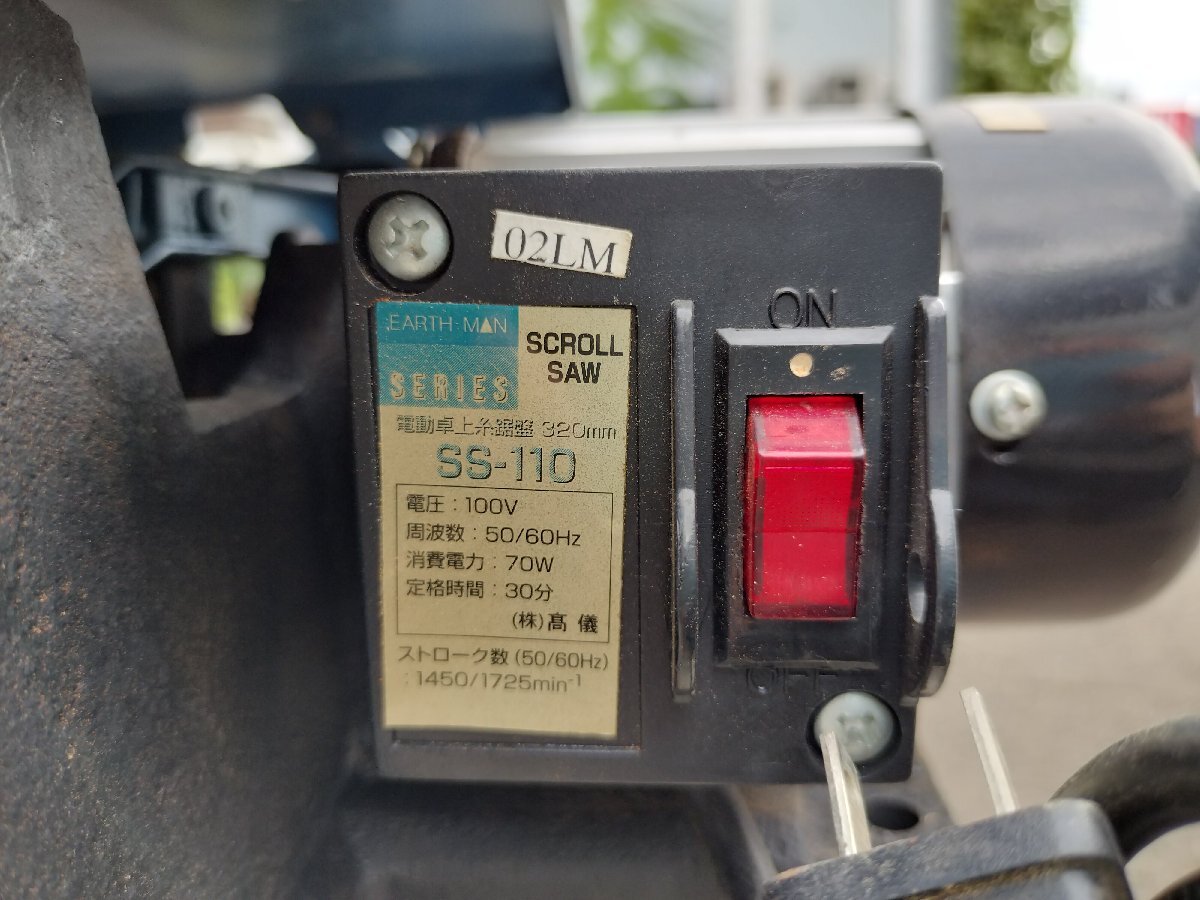 02LM
EARTH-MAN
SERIES
SCROLL
SAW
電動卓上糸鋸盤 320mm
SS-110
電圧:100V
周波数:50/60Hz
消費電力:70W
定格時間:30分
(株)髙儀
ストローク数(50/60Hz)
:1450/1725min⁻¹
ON
OFF